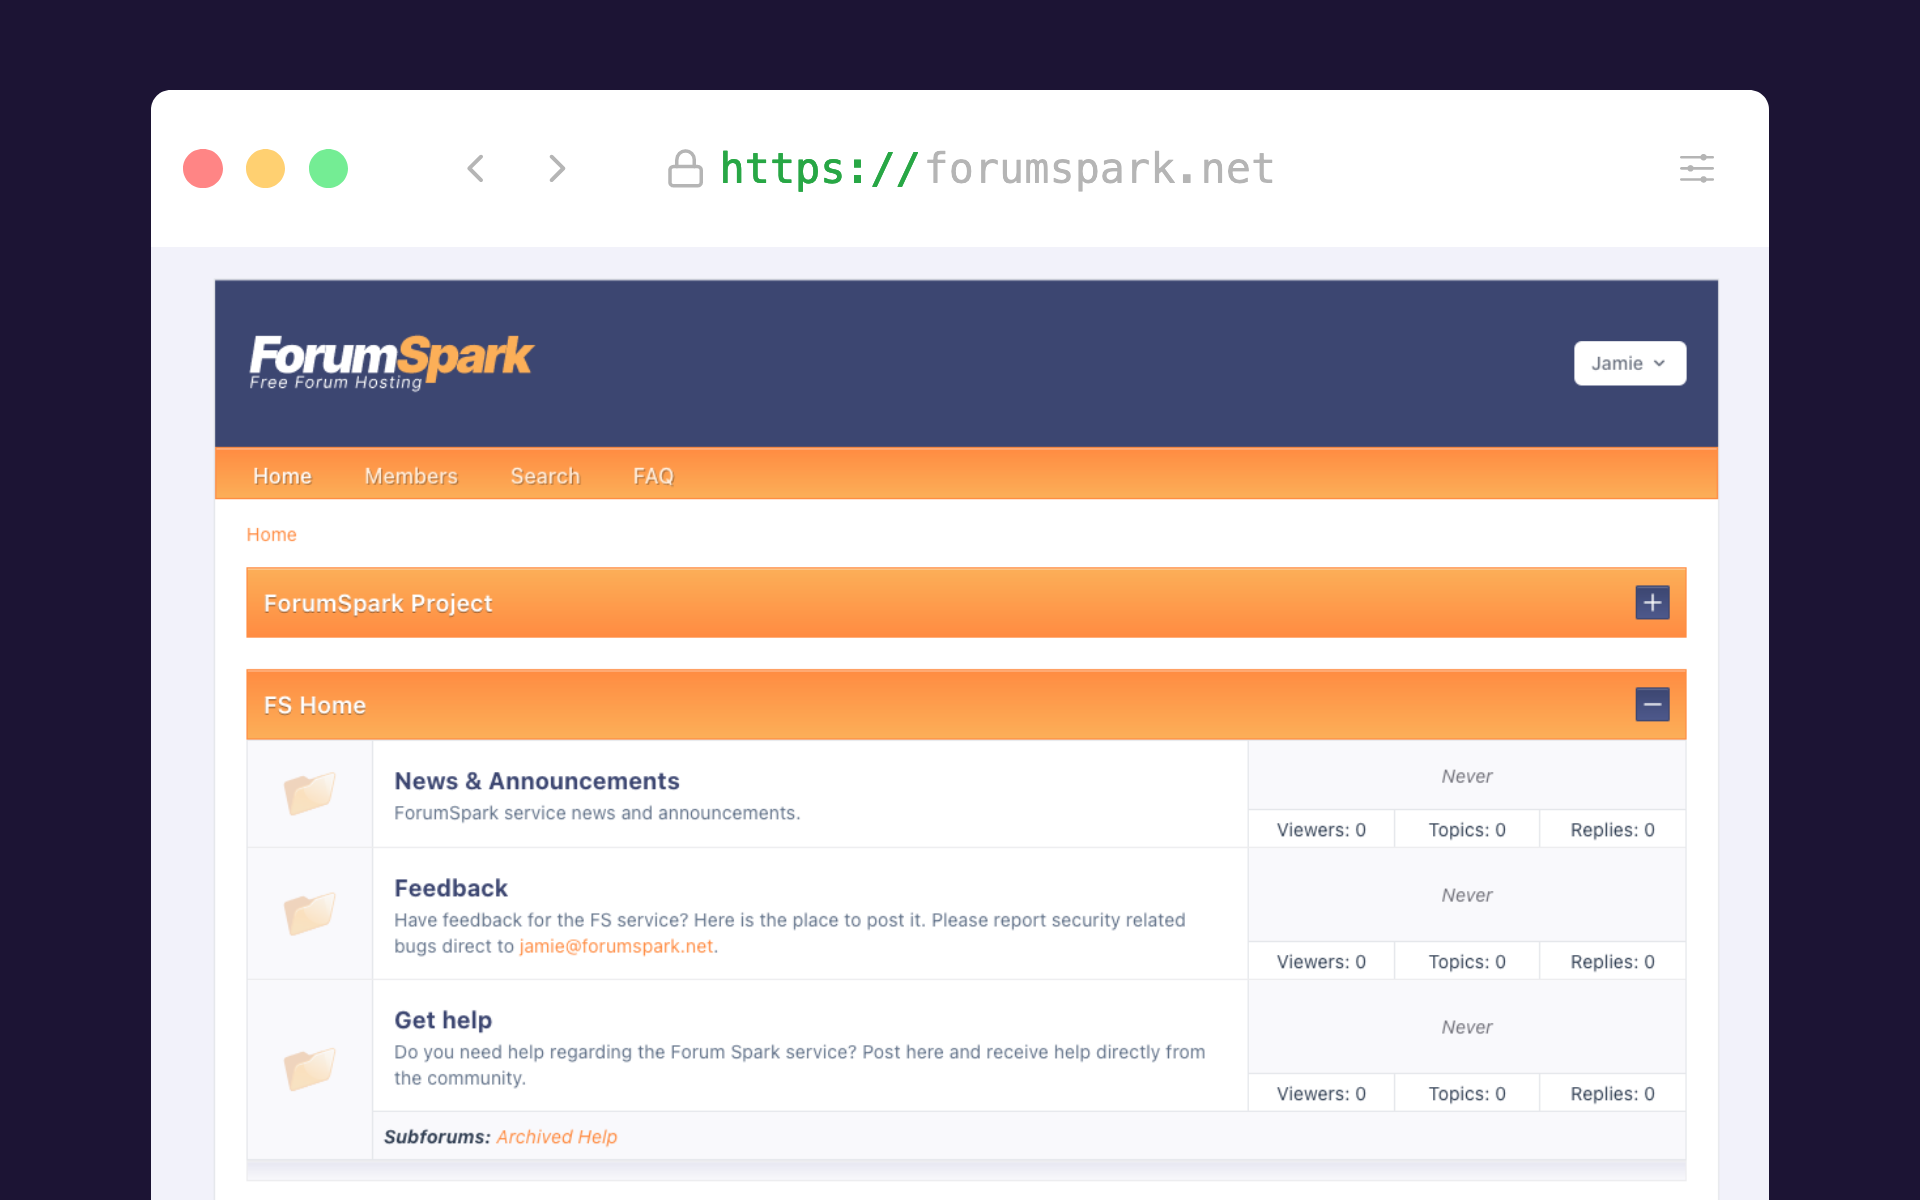 https://forumspark.net
ForumSpark
Free Forum Hosting
Jamie
Home Members Search FAQ
Home
ForumSpark Project
FS Home
News & Announcements
ForumSpark service news and announcements.
Never
Viewers: 0 Topics: 0 Replies: 0
Feedback
Have feedback for the FS service? Here is the place to post it. Please report security related
bugs direct to jamie@forumspark.net.
Never
Viewers: 0 Topics: 0 Replies: 0
Get help
Do you need help regarding the Forum Spark service? Post here and receive help directly from
the community.
Never
Viewers: 0 Topics: 0 Replies: 0
Subforums: Archived Help